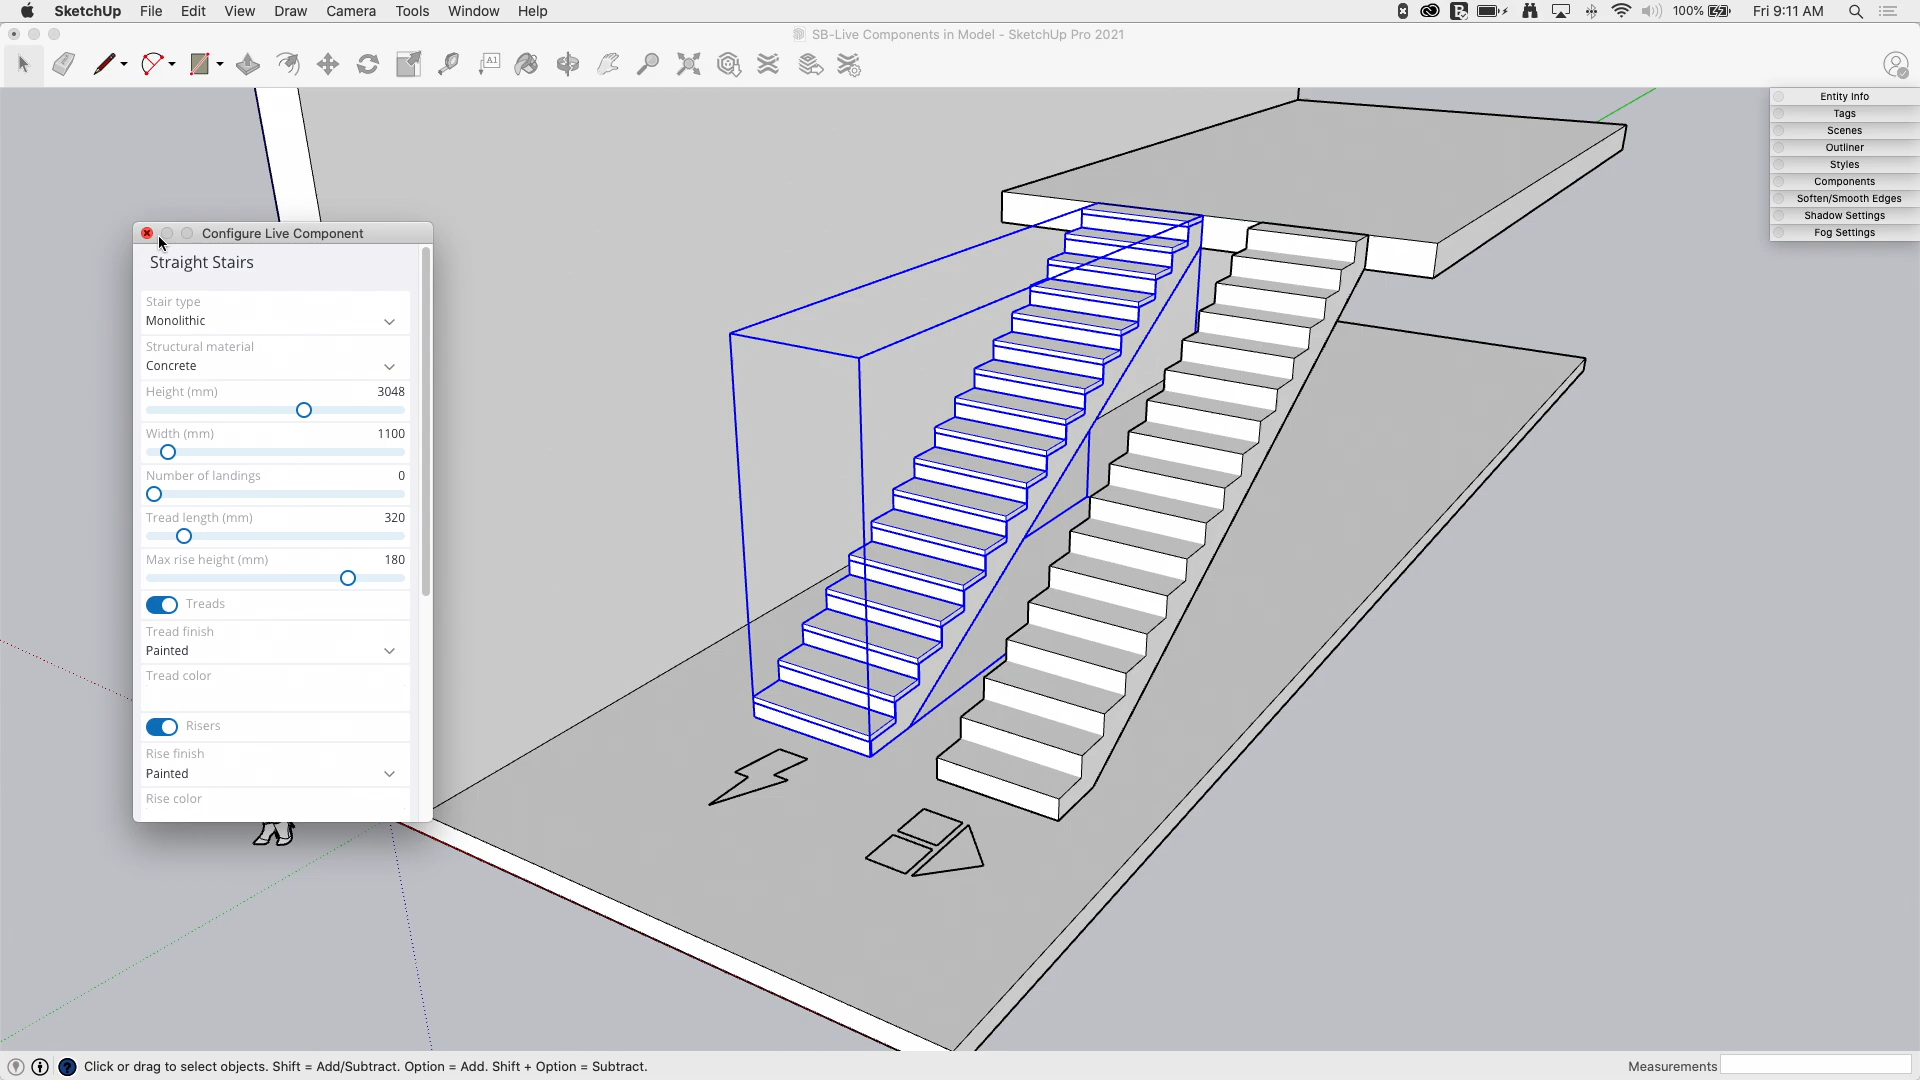 SketchUp File Edit View Draw Camera Tools Window Help 100% Fri 9:11 AM
SB-Live Components in Model - SketchUp Pro 2021
A1
Entity Info
Tags
Scenes
Outliner
Styles
Components
Soften/Smooth Edges
Shadow Settings
Fog Settings
Configure Live Component
Straight Stairs
Stair type
Monolithic
Structural material
Concrete
Height (mm) 3048
Width (mm) 1100
Number of landings 0
Tread length (mm) 320
Max rise height (mm) 180
Treads
Tread finish
Painted
Tread color
Risers
Rise finish
Painted
Rise color
Click or drag to select objects. Shift = Add/Subtract. Option = Add. Shift + Option = Subtract.
Measurements